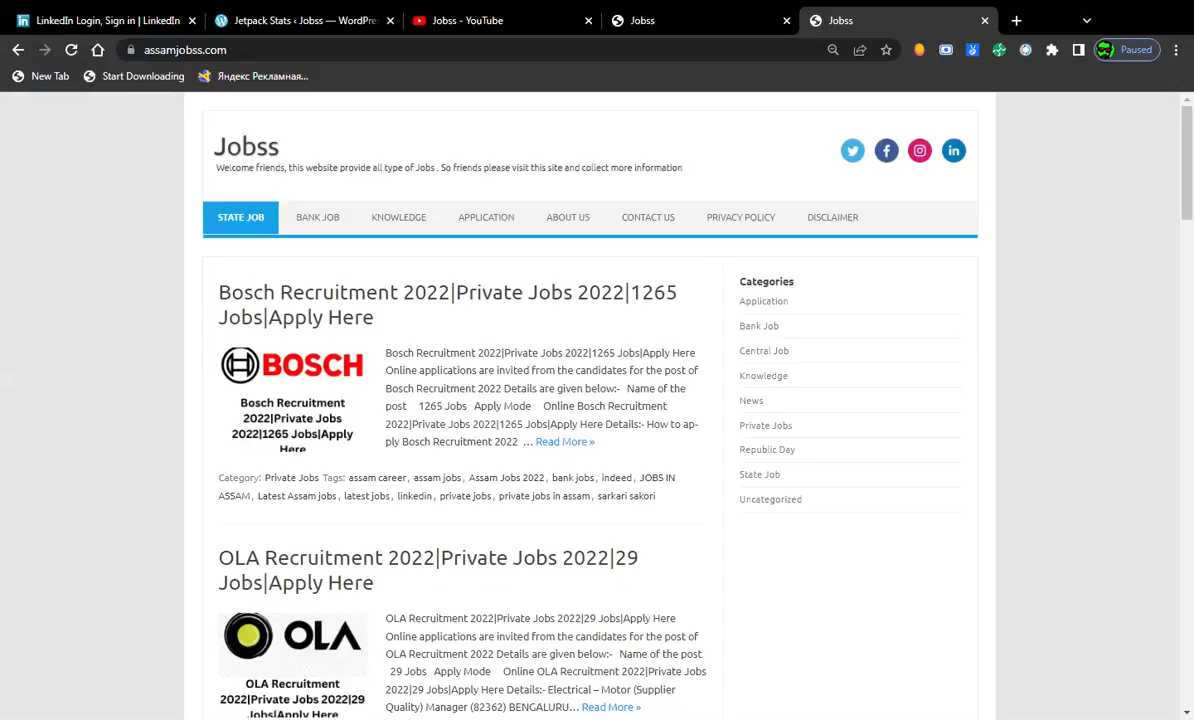 LinkedIn Login, Sign in | LinkedIn
Jetpack Stats ‹ Jobss — WordPre
Jobss - YouTube
Jobss
Jobss
assamjobss.com
Paused
New Tab
Start Downloading
Яндекс Рекламная...
Jobss
Welcome friends, this website provide all type of Jobs . So friends please visit this site and collect more information
in
STATE JOB
BANK JOB
KNOWLEDGE
APPLICATION
ABOUT US
CONTACT US
PRIVACY POLICY
DISCLAIMER
Bosch Recruitment 2022|Private Jobs 2022|1265
Jobs|Apply Here
BOSCH
Bosch Recruitment
2022|Private Jobs
2022|1265 Jobs|Apply
Here
Bosch Recruitment 2022|Private Jobs 2022|1265 Jobs|Apply Here
Online applications are invited from the candidates for the post of
Bosch Recruitment 2022 Details are given below:- Name of the
post 1265 Jobs Apply Mode Online Bosch Recruitment
2022|Private Jobs 2022|1265 Jobs|Apply Here Details:- How to ap-
ply Bosch Recruitment 2022 … Read More »
Category: Private Jobs Tags: assam career, assam jobs, Assam Jobs 2022, bank jobs, indeed, JOBS IN
ASSAM, Latest Assam jobs, latest jobs, linkedin, private jobs, private jobs in assam, sarkari sakori
OLA Recruitment 2022|Private Jobs 2022|29
Jobs|Apply Here
OLA
OLA Recruitment
2022|Private Jobs 2022|29
Jobs|Apply Here
OLA Recruitment 2022|Private Jobs 2022|29 Jobs|Apply Here
Online applications are invited from the candidates for the post of
OLA Recruitment 2022 Details are given below:- Name of the post
29 Jobs Apply Mode Online OLA Recruitment 2022|Private Jobs
2022|29 Jobs|Apply Here Details:- Electrical – Motor (Supplier
Quality) Manager (82362) BENGALURU… Read More »
Categories
Application
Bank Job
Central Job
Knowledge
News
Private Jobs
Republic Day
State Job
Uncategorized